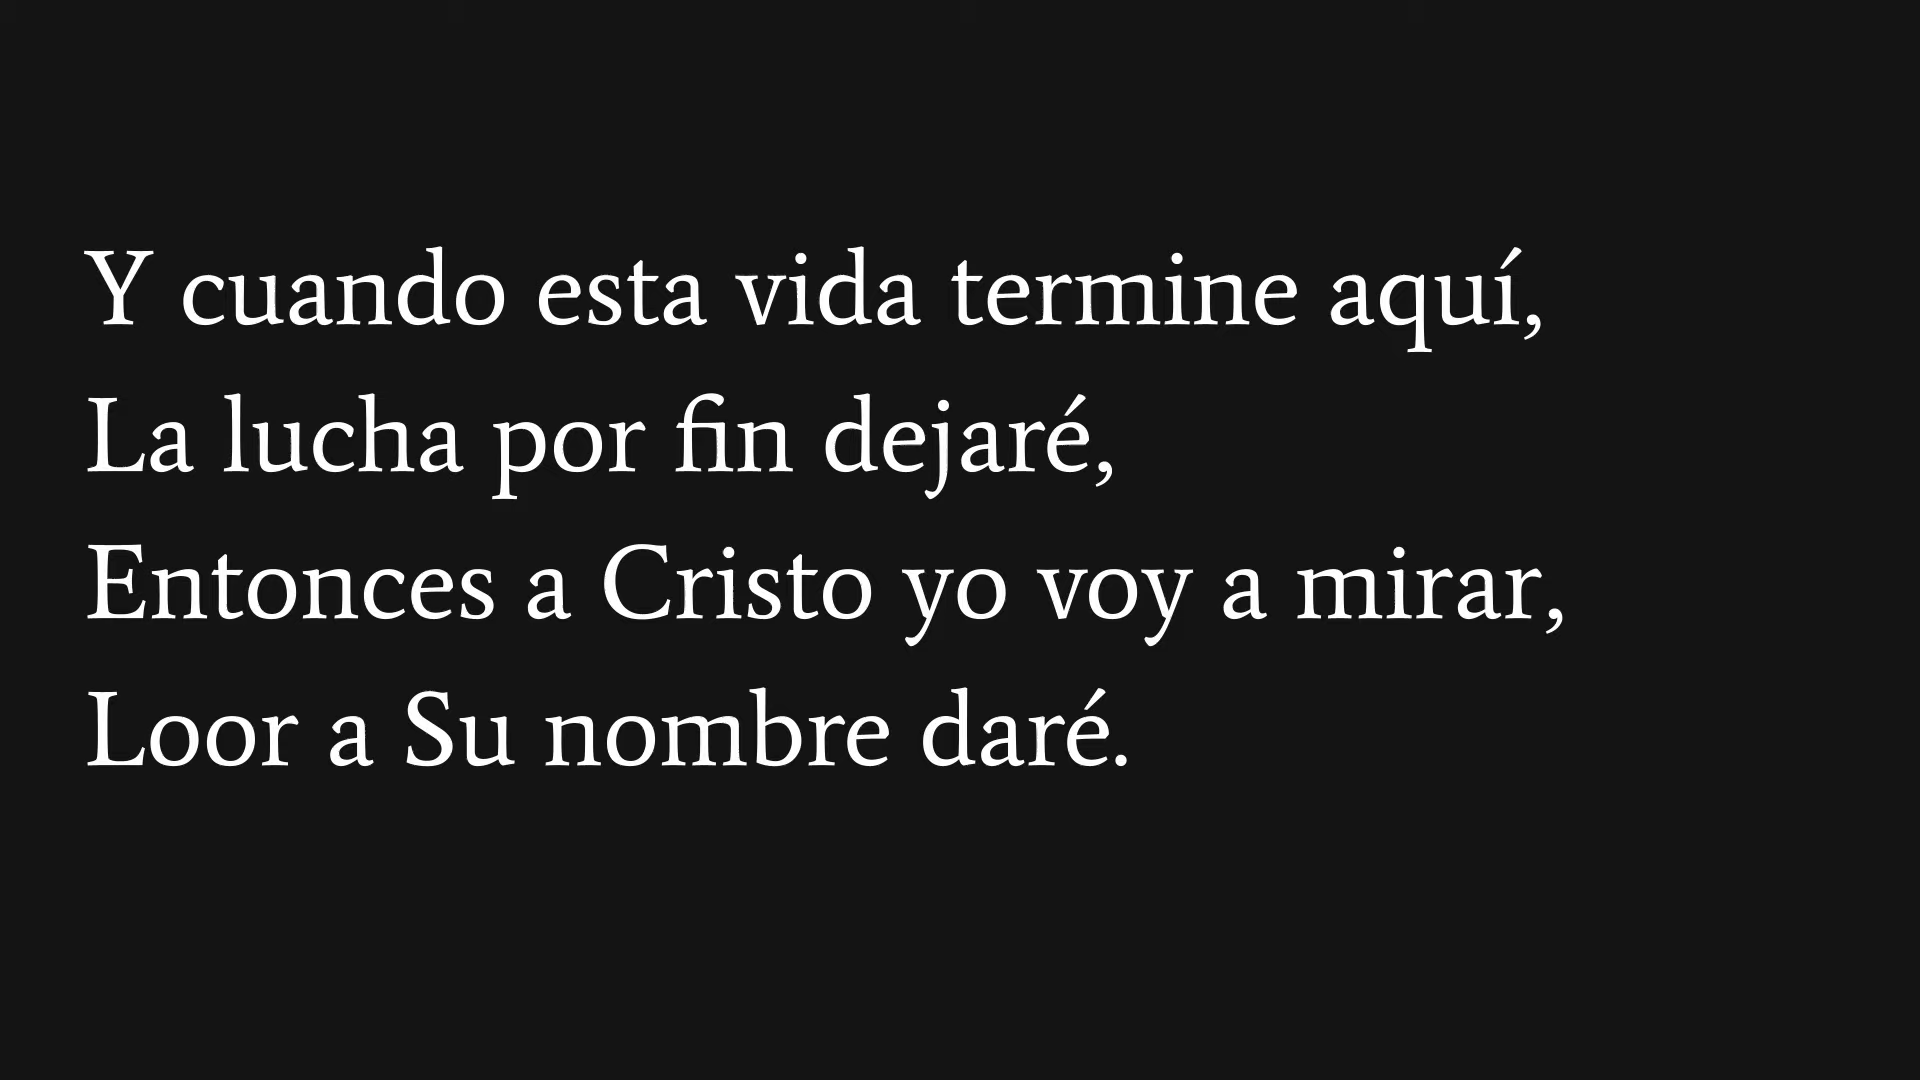 Y cuando esta vida termine aquí,
La lucha por fin dejaré,
Entonces a Cristo yo voy a mirar,
Loor a Su nombre daré.